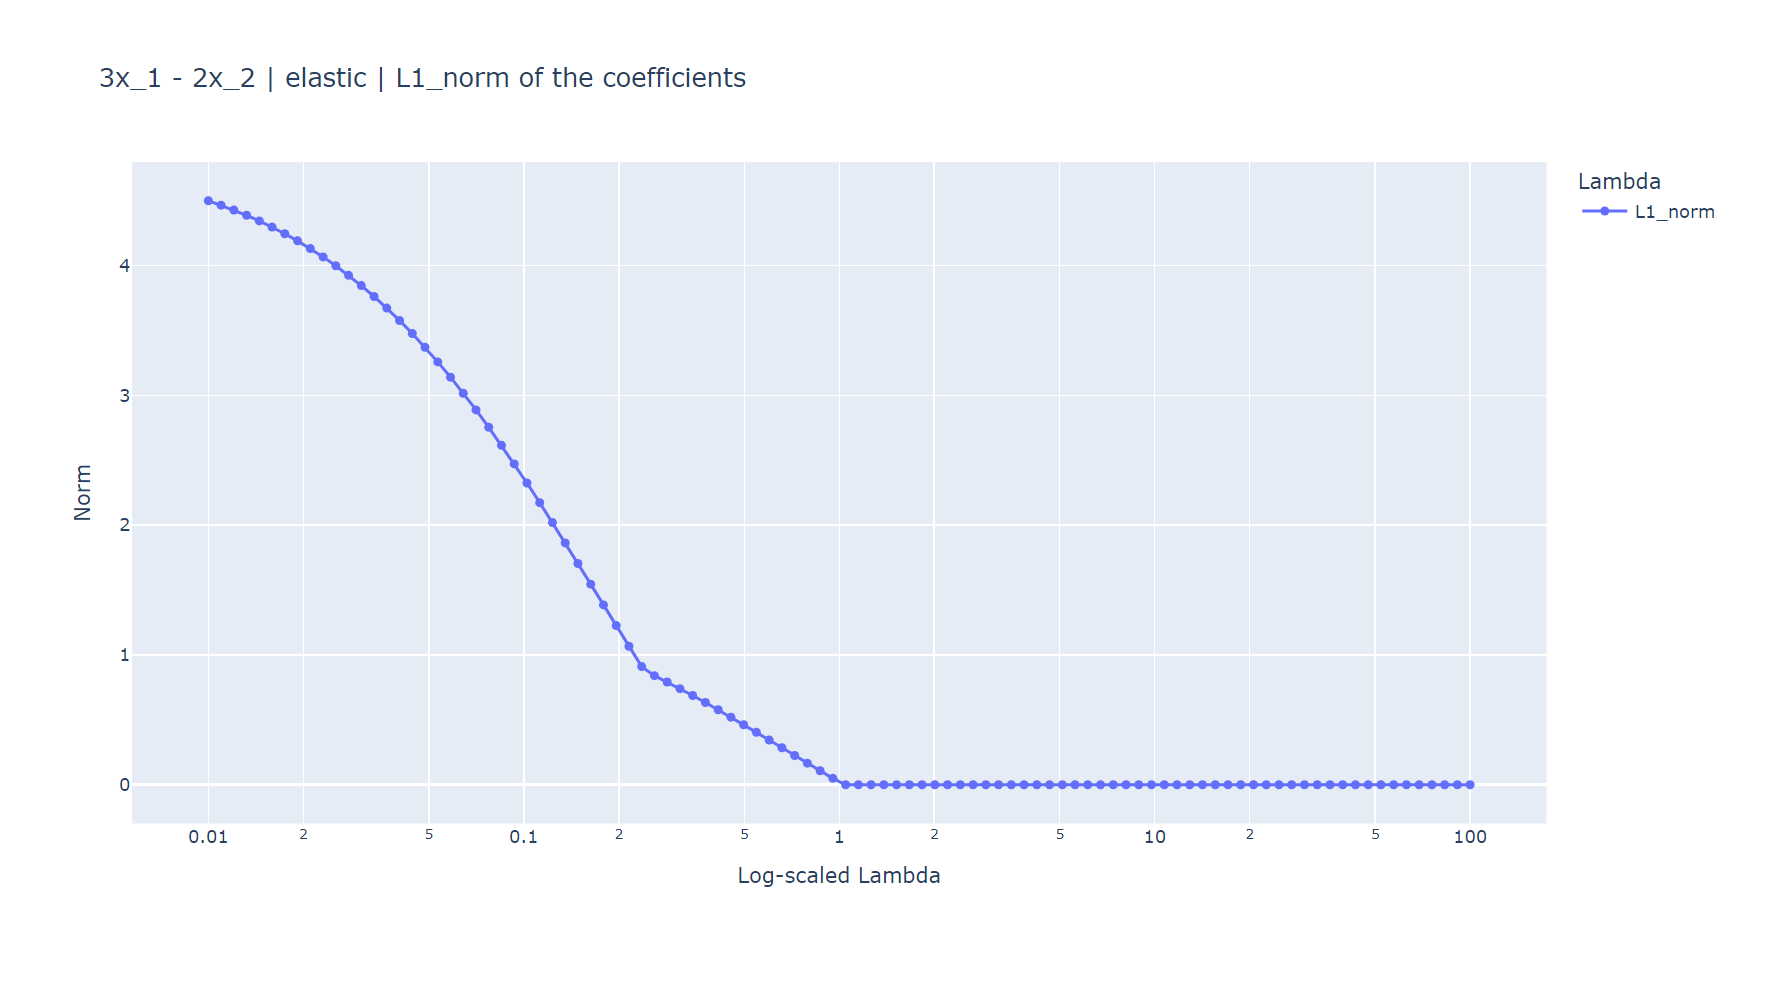 3x_1 - 2x_2 | elastic | L1_norm of the coefficients
Lambda
L1_norm
Norm
4
3
2
1
0
0.01 2 5 0.1 2 5 1 2 5 10 2 5 100
Log-scaled Lambda